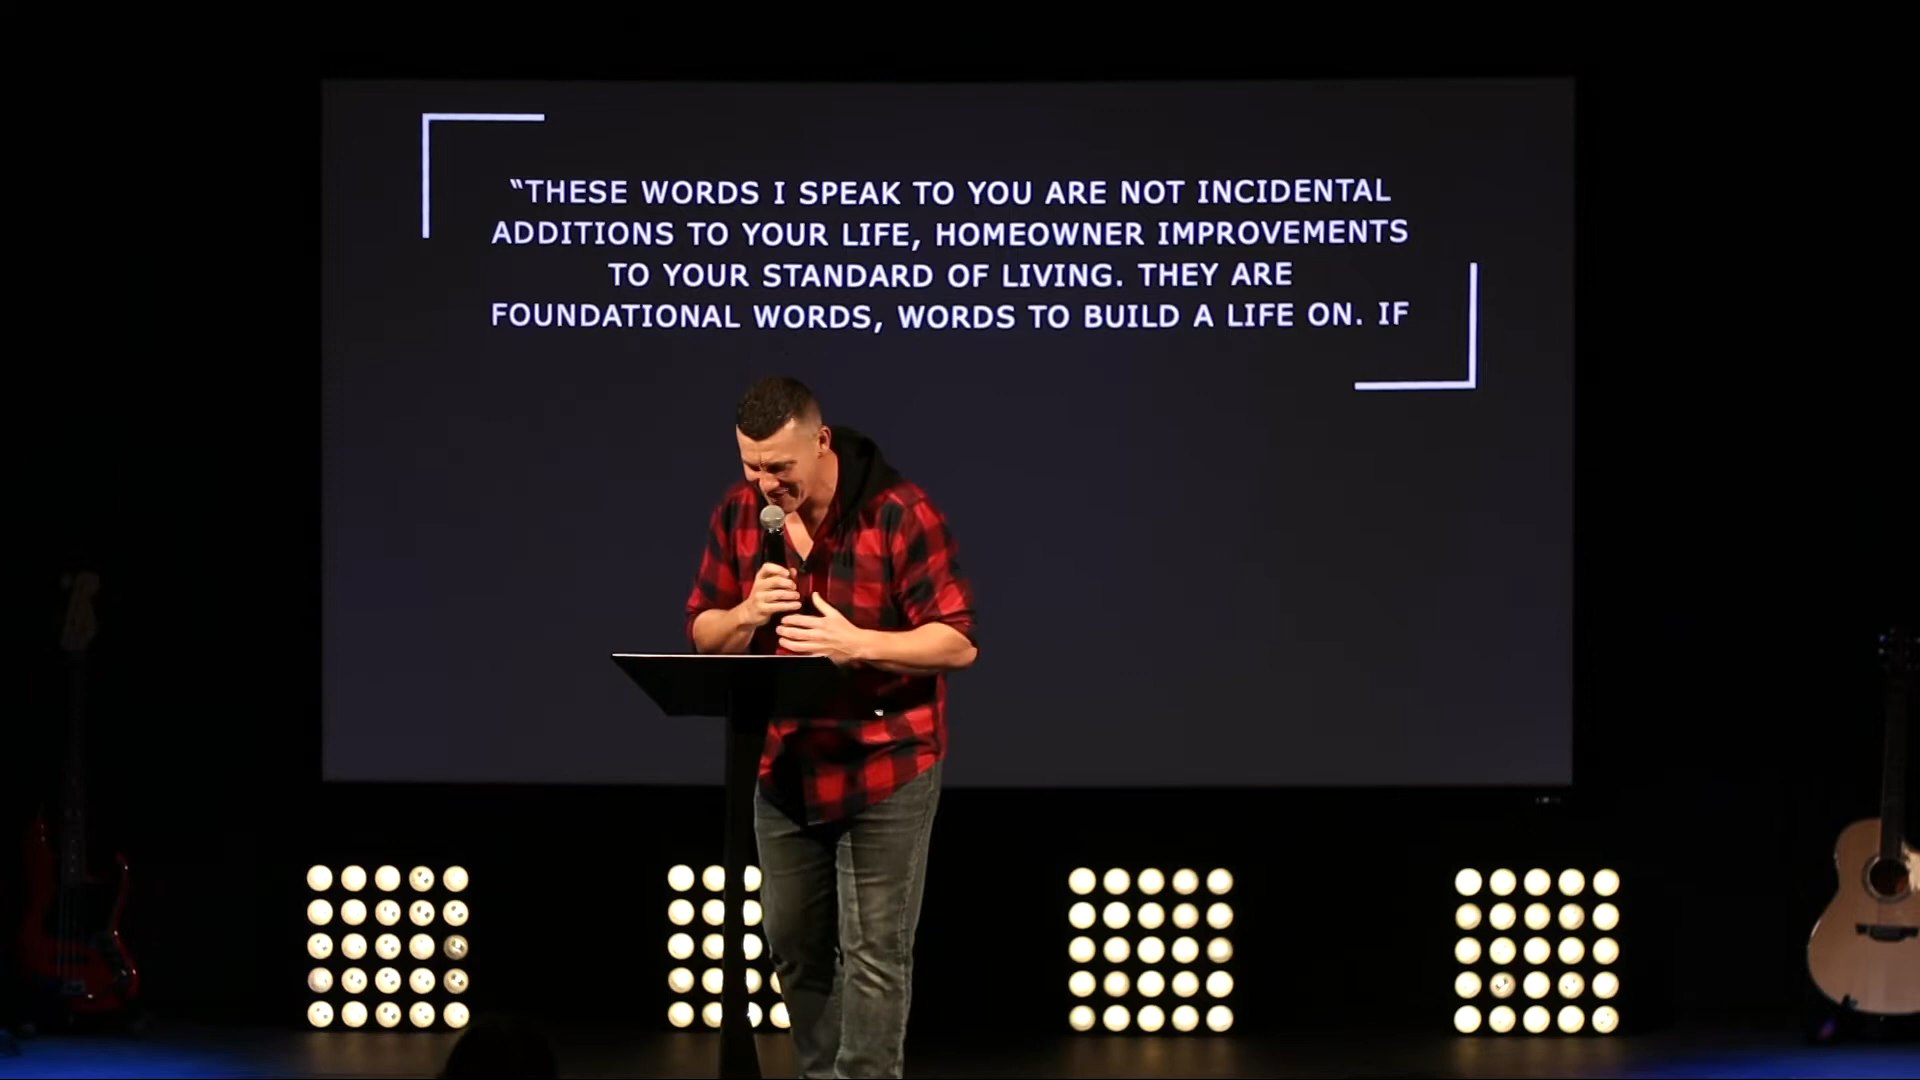 “THESE WORDS I SPEAK TO YOU ARE NOT INCIDENTAL
ADDITIONS TO YOUR LIFE, HOMEOWNER IMPROVEMENTS
TO YOUR STANDARD OF LIVING. THEY ARE
FOUNDATIONAL WORDS, WORDS TO BUILD A LIFE ON. IF